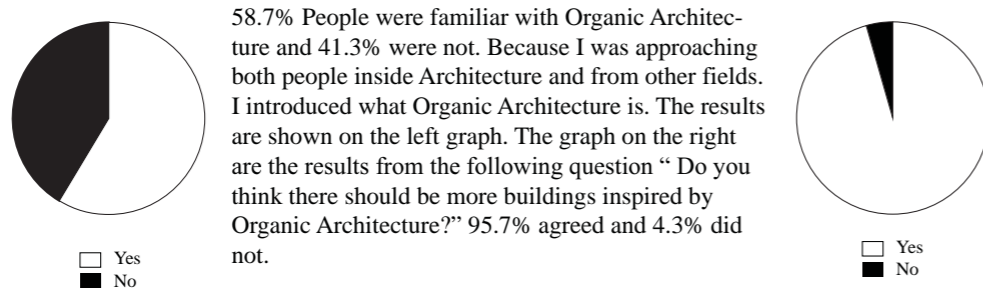 58.7% People were familiar with Organic Architec-
ture and 41.3% were not. Because I was approaching
both people inside Architecture and from other fields.
I introduced what Organic Architecture is. The results
are shown on the left graph. The graph on the right
are the results from the following question “ Do you
think there should be more buildings inspired by
Organic Architecture?” 95.7% agreed and 4.3% did
not.
Yes
No
Yes
No